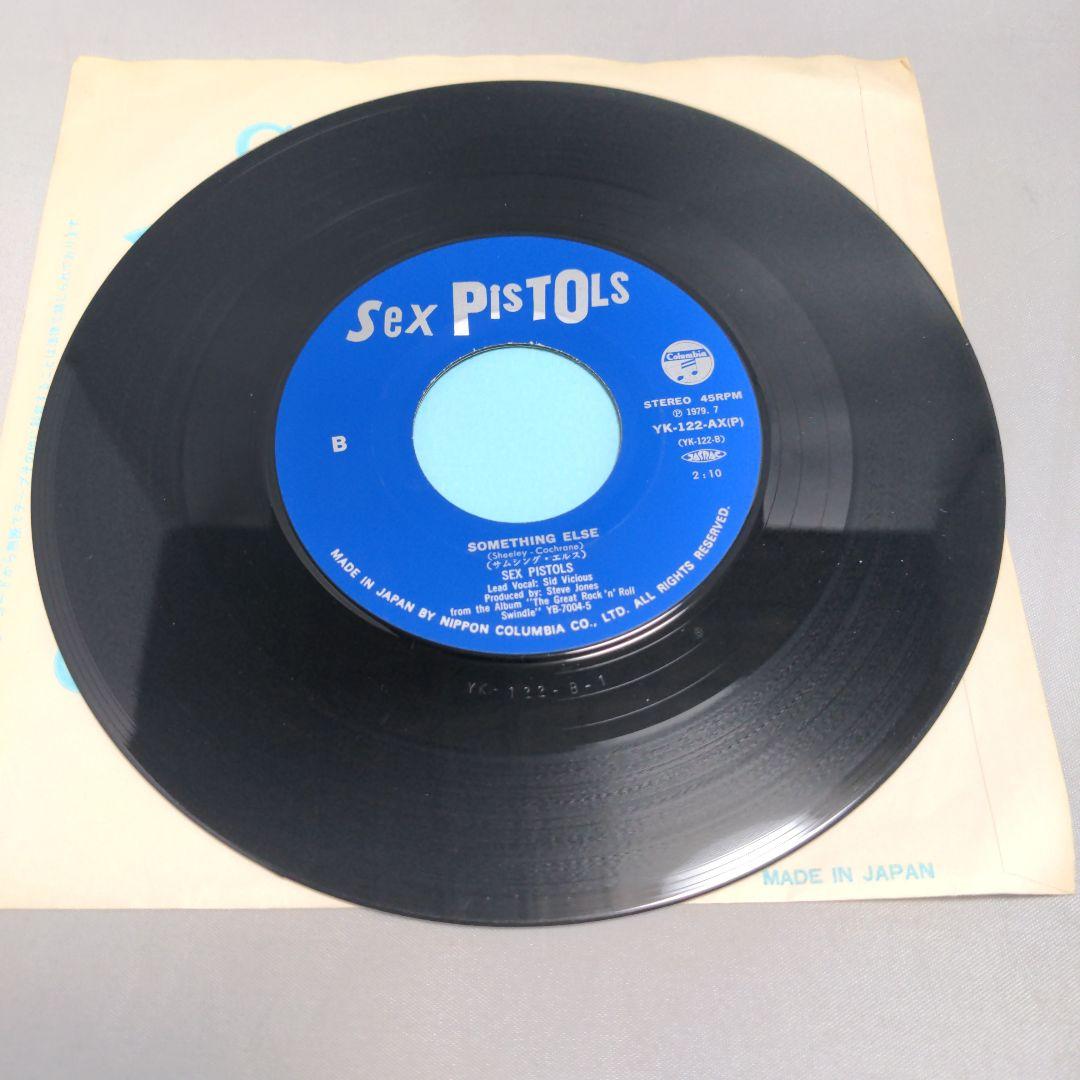 Sex PISTOLS
Columbia
STEREO 45RPM
Ⓟ 1979. 7
YK-122-AX(P)
(YK-122-B)
JASRAC
2:10
B
SOMETHING ELSE
(Sheeley-Cochrane)
(サムシング・エルス)
SEX PISTOLS
Lead Vocal: Sid Vicious
Produced by: Steve Jones
from the Album "The Great Rock 'n' Roll
Swindle" YB-7004-5
MADE IN JAPAN BY NIPPON COLUMBIA CO., LTD. ALL RIGHTS RESERVED.
YK-122-B-1
MADE IN JAPAN